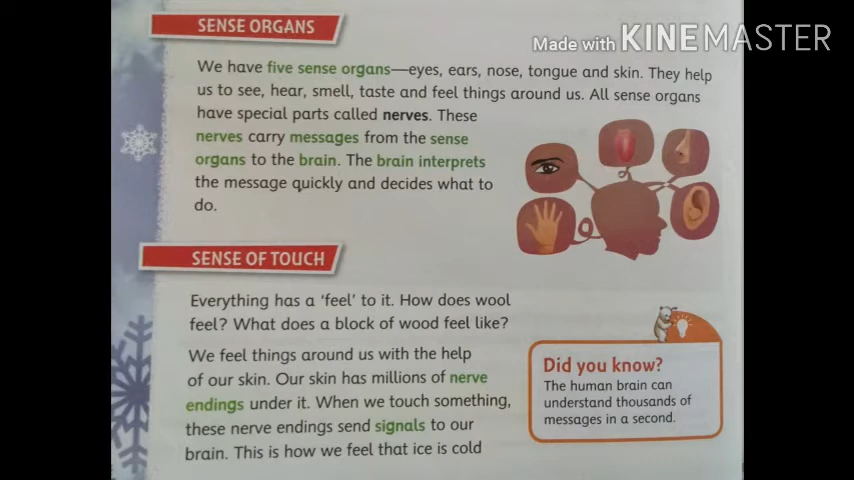 SENSE ORGANS
Made with KINEMASTER
We have five sense organs—eyes, ears, nose, tongue and skin. They help
us to see, hear, smell, taste and feel things around us. All sense organs
have special parts called nerves. These
nerves carry messages from the sense
organs to the brain. The brain interprets
the message quickly and decides what to
do.
SENSE OF TOUCH
Everything has a 'feel' to it. How does wool
feel? What does a block of wood feel like?
We feel things around us with the help
of our skin. Our skin has millions of nerve
endings under it. When we touch something,
these nerve endings send signals to our
brain. This is how we feel that ice is cold
Did you know?
The human brain can
understand thousands of
messages in a second.